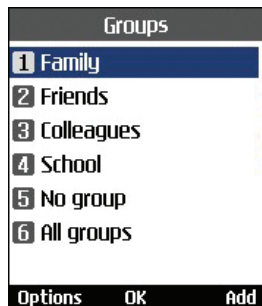 Groups
1 Family
2 Friends
3 Colleagues
4 School
5 No group
6 All groups
Options OK Add